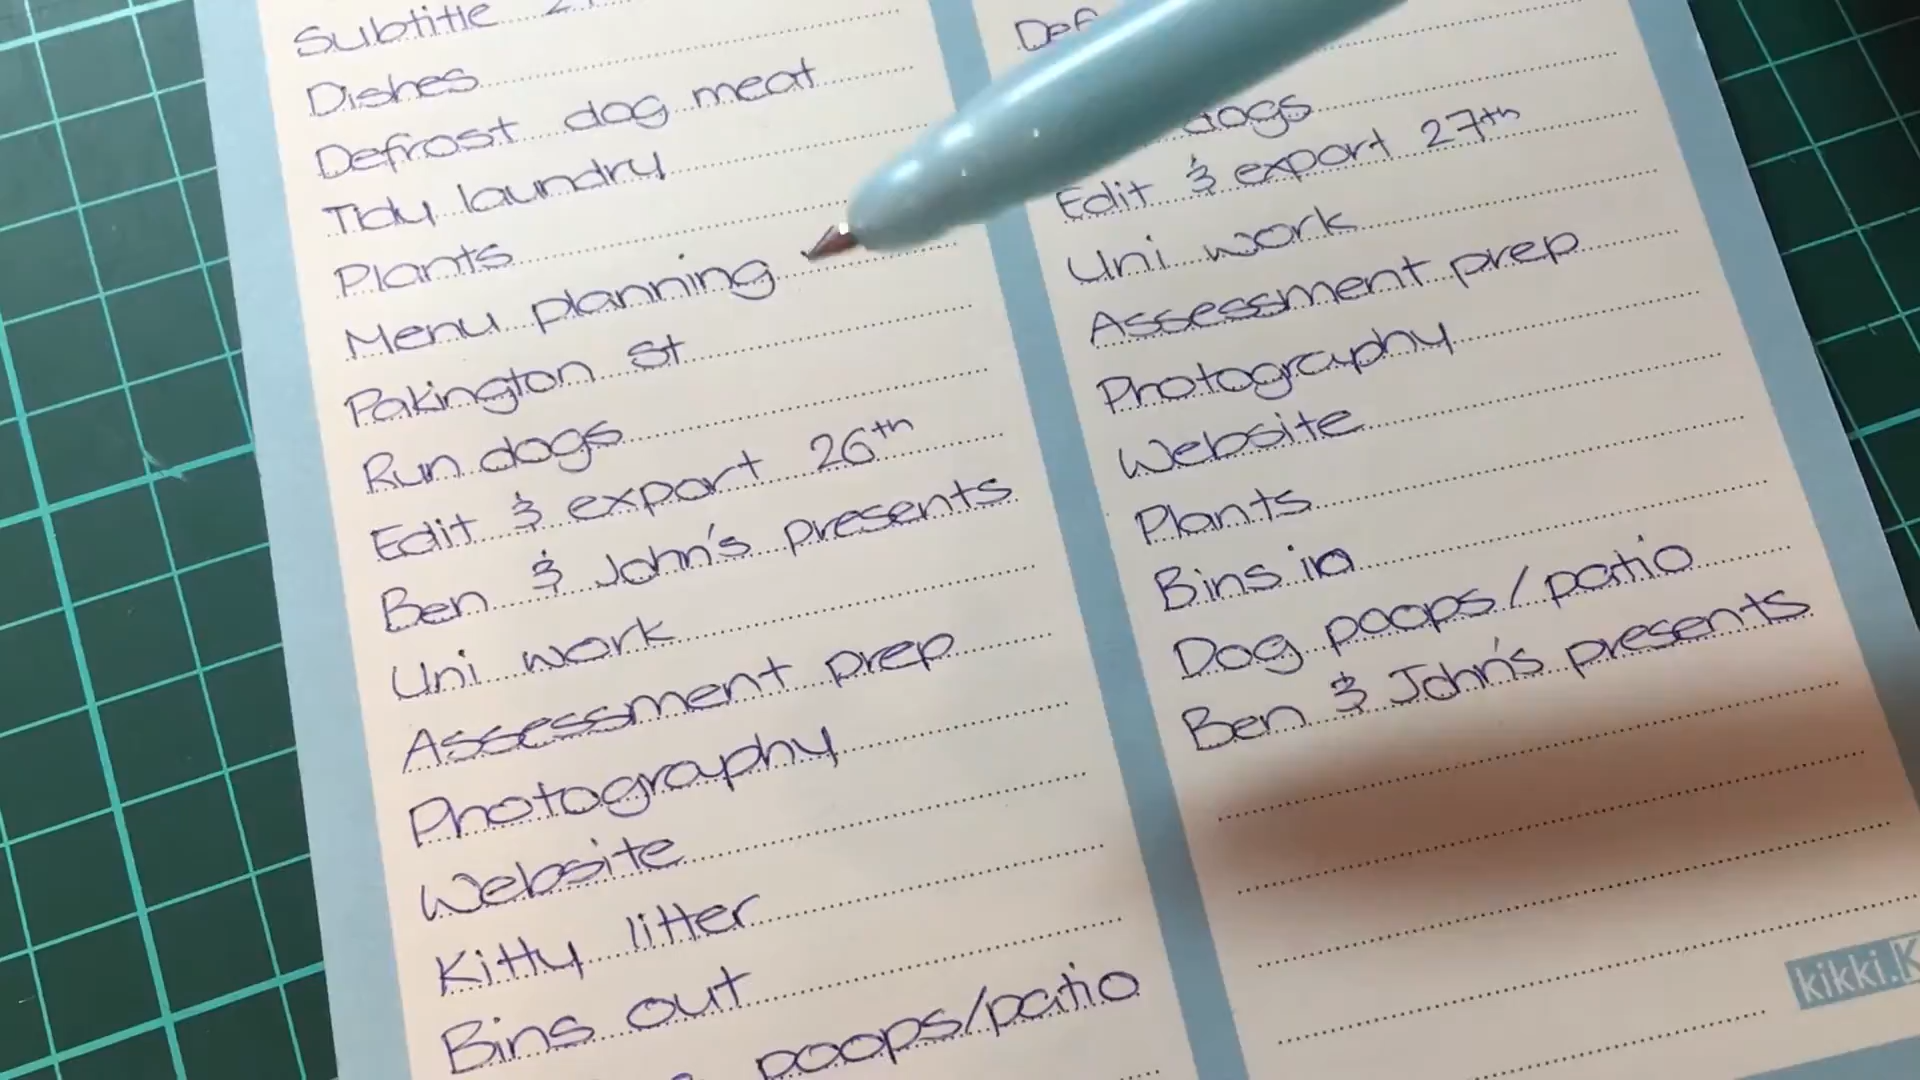 Subtitle
Dishes
Defrost dog meat
Tidy laundry
Plants
Menu planning
Pakington St
Run dogs
Edit & export 26th
Ben & John's presents
Uni work
Assessment prep
Photography
Website
Kitty litter
Bins out
poops/patio
Def
dogs
Edit & export 27th
Uni work
Assessment prep
Photography
Website
Plants
Bins in
Dog poops/patio
Ben & John's presents
kikki.K